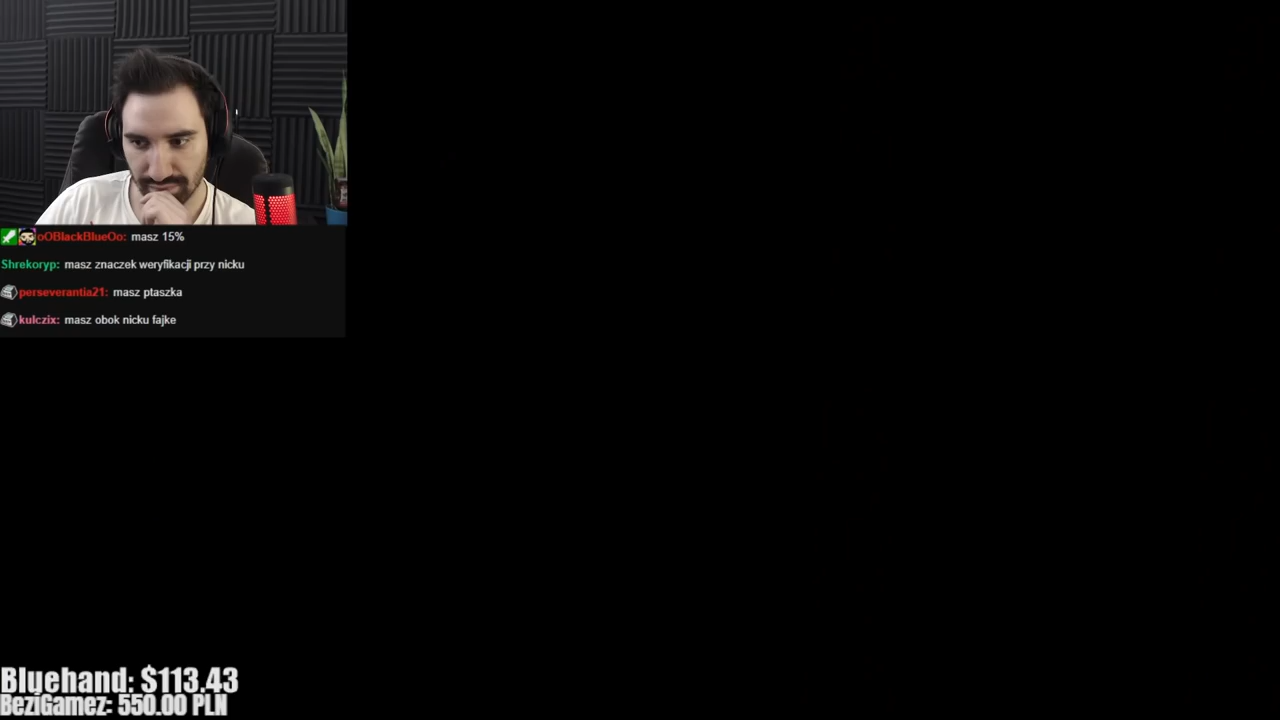 oOBlackBlueOo: masz 15%
Shrekoryp: masz znaczek weryfikacji przy nicku
perseverantia21: masz ptaszka
kulczix: masz obok nicku fajke
Bluehand: $113.43
BeziGamez: 550.00 PLN